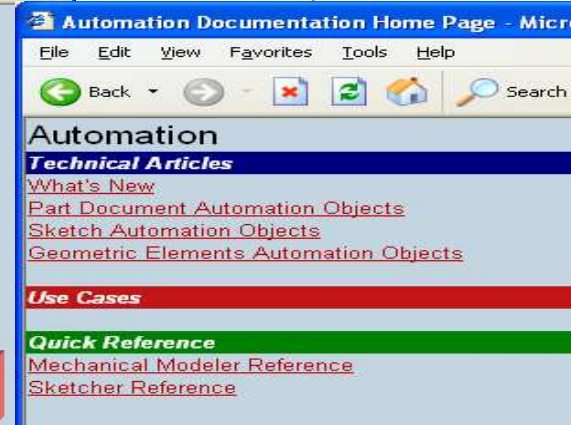 Automation Documentation Home Page - Micr
File Edit View Favorites Tools Help
Back Search
Automation
Technical Articles
What's New
Part Document Automation Objects
Sketch Automation Objects
Geometric Elements Automation Objects
Use Cases
Quick Reference
Mechanical Modeler Reference
Sketcher Reference